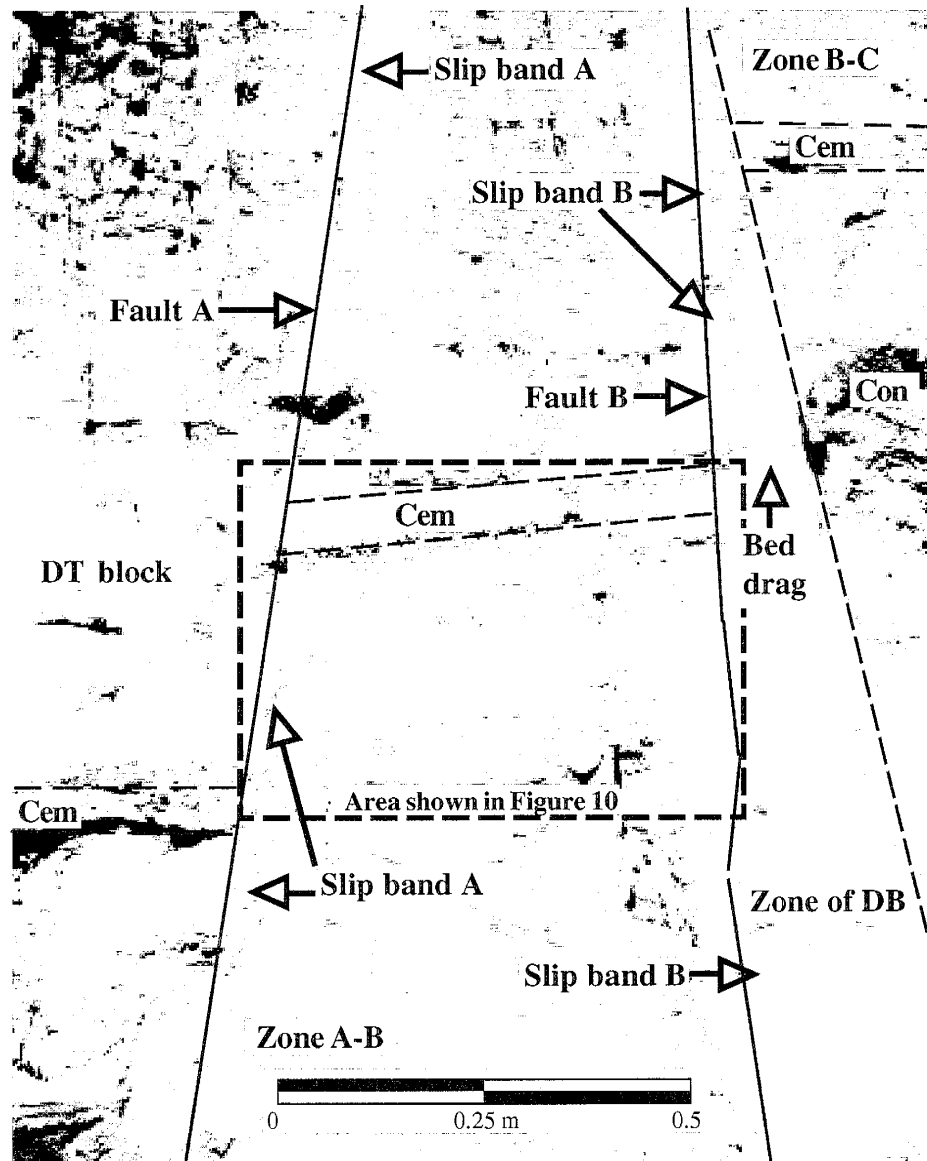 Slip band A
Zone B-C
Cem
Slip band B
Fault A
Fault B
Con
Cem
Bed
drag
DT block
Area shown in Figure 10
Cem
Slip band A
Zone of DB
Slip band B
Zone A-B
0
0.25 m
0.5